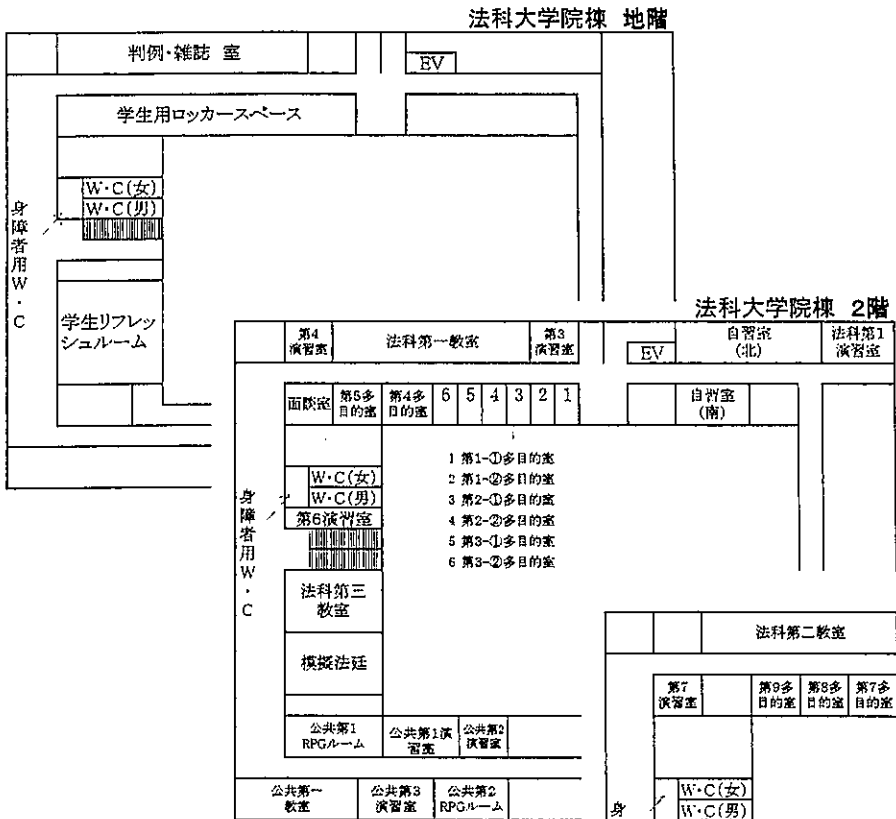 法科大学院棟 地階
判例・雑誌 室
EV
学生用ロッカースペース
W・C(女)
W・C(男)
身障者用W・C
学生リフレッ
シュルーム
法科大学院棟 2階
第4
演習室
法科第一教室
第3
演習室
EV
自習室
(北)
法科第1
演習室
面談室
第5多
目的室
第4多
目的室
6
5
4
3
2
1
自習室
(南)
1 第1-①多目的室
2 第1-②多目的室
3 第2-①多目的室
4 第2-②多目的室
5 第3-①多目的室
6 第3-②多目的室
W・C(女)
W・C(男)
身障者用W・C
第6演習室
法科第三
教室
模擬法廷
公共第1
RPGルーム
公共第1演
習室
公共第2
演習室
公共第一
教室
公共第3
演習室
公共第2
RPGルーム
法科第二教室
第7
演習室
第9多
目的室
第8多
目的室
第7多
目的室
W・C(女)
W・C(男)
身